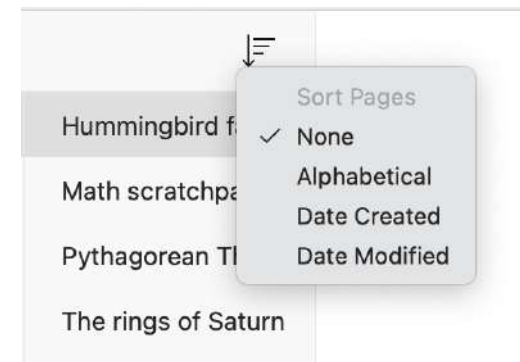 Sort Pages
None
Alphabetical
Date Created
Date Modified
Hummingbird
Math
Pythagorean
The rings of Saturn